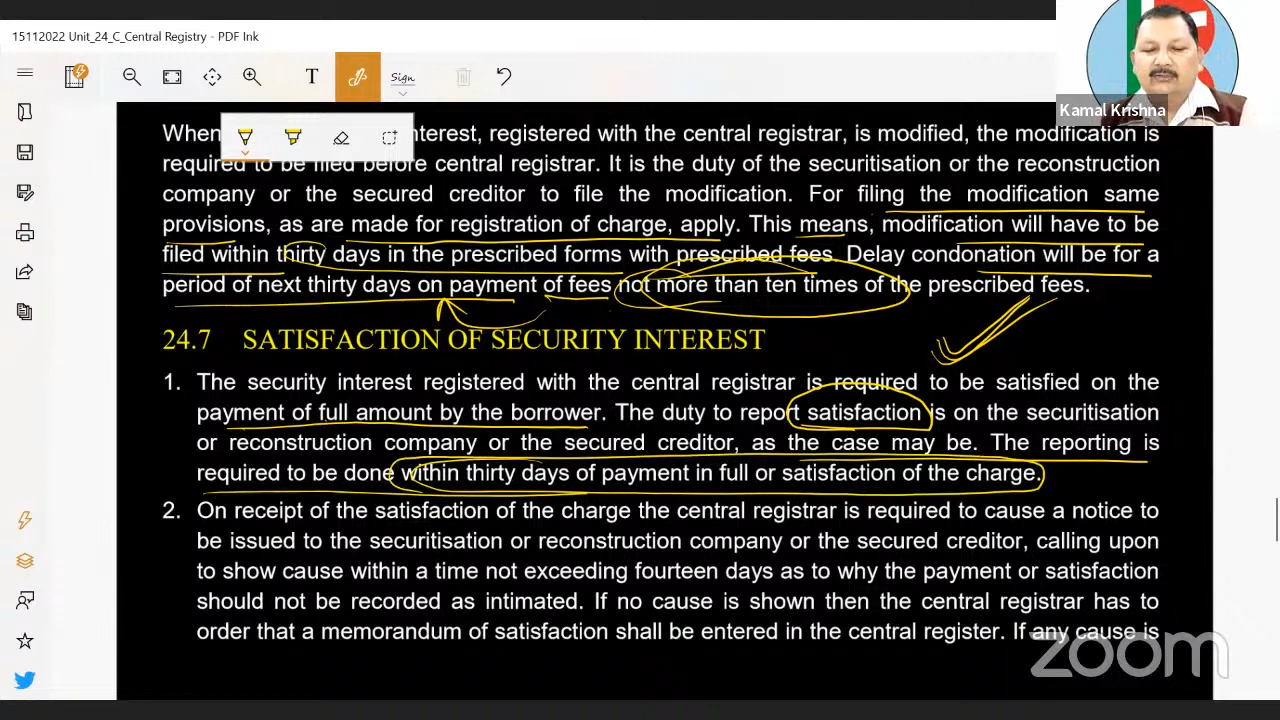 15112022 Unit_24_C_Central Registry - PDF Ink
T
Sign
Kamal Krishna
When nterest, registered with the central registrar, is modified, the modification is
required to be filed before central registrar. It is the duty of the securitisation or the reconstruction
company or the secured creditor to file the modification. For filing the modification same
provisions, as are made for registration of charge, apply. This means, modification will have to be
filed within thirty days in the prescribed forms with prescribed fees. Delay condonation will be for a
period of next thirty days on payment of fees not more than ten times of the prescribed fees.
24.7 SATISFACTION OF SECURITY INTEREST
1. The security interest registered with the central registrar is required to be satisfied on the
payment of full amount by the borrower. The duty to report satisfaction is on the securitisation
or reconstruction company or the secured creditor, as the case may be. The reporting is
required to be done within thirty days of payment in full or satisfaction of the charge.
2. On receipt of the satisfaction of the charge the central registrar is required to cause a notice to
be issued to the securitisation or reconstruction company or the secured creditor, calling upon
to show cause within a time not exceeding fourteen days as to why the payment or satisfaction
should not be recorded as intimated. If no cause is shown then the central registrar has to
order that a memorandum of satisfaction shall be entered in the central register. If any cause is
zoom